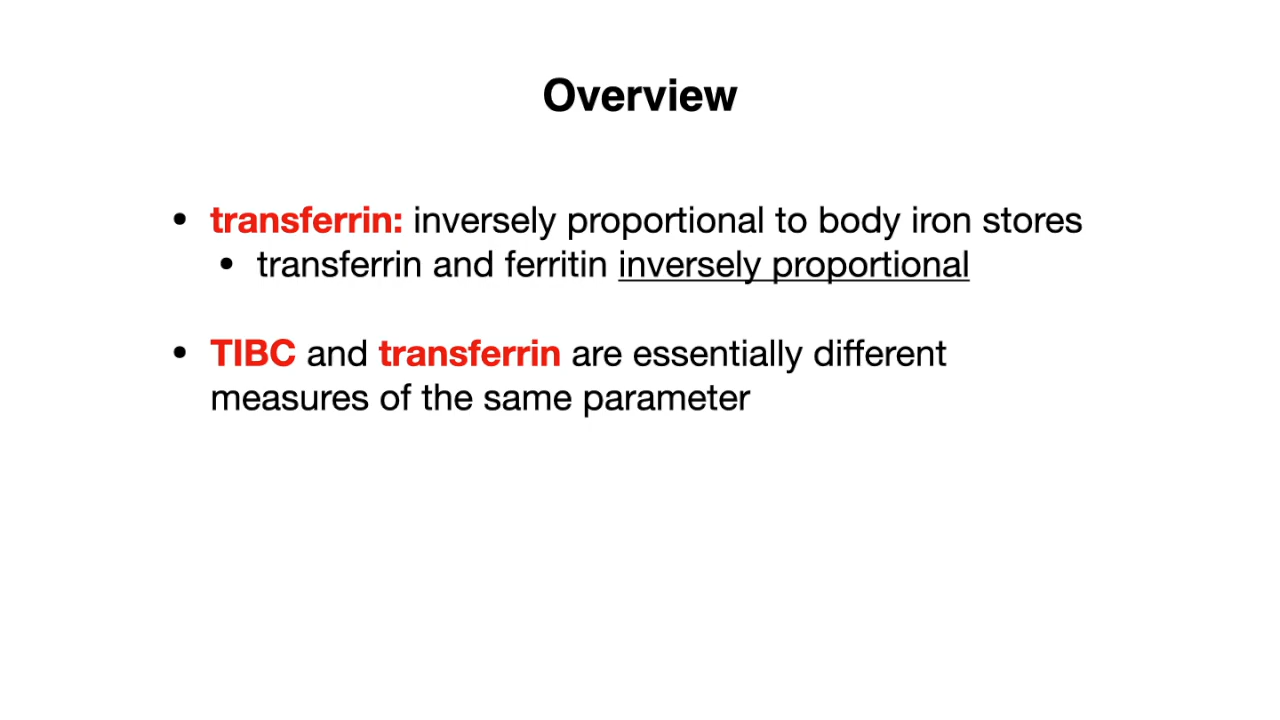 Overview
• transferrin: inversely proportional to body iron stores
• transferrin and ferritin inversely proportional
• TIBC and transferrin are essentially different
measures of the same parameter